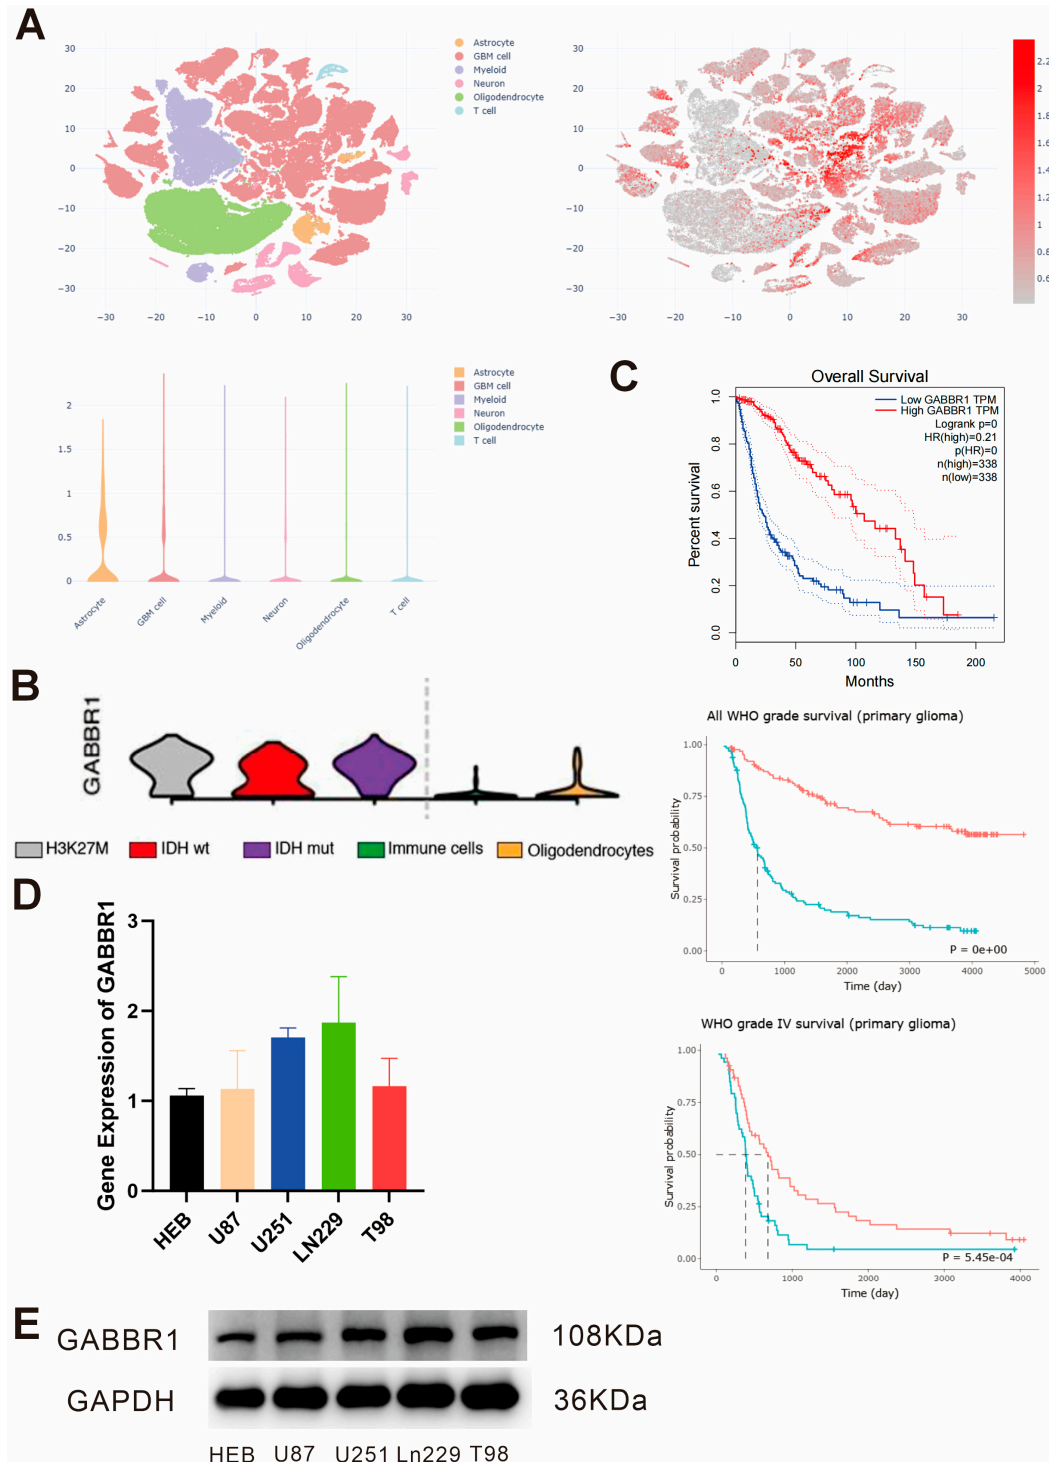 A
30
20
10
0
−10
−20
−30
−30
−20
−10
0
10
20
30
Astrocyte
GBM cell
Myeloid
Neuron
Oligodendrocyte
T cell
30
20
10
0
−10
−20
−30
−30
−20
−10
0
10
20
30
2.2
2
1.8
1.6
1.4
1.2
1
0.8
0.6
2
1.5
1
0.5
0
Astrocyte
GBM cell
Myeloid
Neuron
Oligodendrocyte
T cell
Astrocyte
GBM cell
Myeloid
Neuron
Oligodendrocyte
T cell
C
Overall Survival
Low GABBR1 TPM
High GABBR1 TPM
Logrank p=0
HR(high)=0.21
p(HR)=0
n(high)=338
n(low)=338
Percent survival
1.0
0.8
0.6
0.4
0.2
0.0
0
50
100
150
200
Months
B
GABBR1
H3K27M
IDH wt
IDH mut
Immune cells
Oligodendrocytes
All WHO grade survival (primary glioma)
Survival probability
1.00
0.75
0.50
0.25
0.00
P = 0e+00
0
1000
2000
3000
4000
5000
Time (day)
D
Gene Expression of GABBR1
3
2
1
0
HEB
U87
U251
LN229
T98
WHO grade IV survival (primary glioma)
Survival probability
1.00
0.75
0.50
0.25
0.00
P = 5.45e-04
0
1000
2000
3000
4000
Time (day)
E
GABBR1
108KDa
GAPDH
36KDa
HEB U87 U251 Ln229 T98